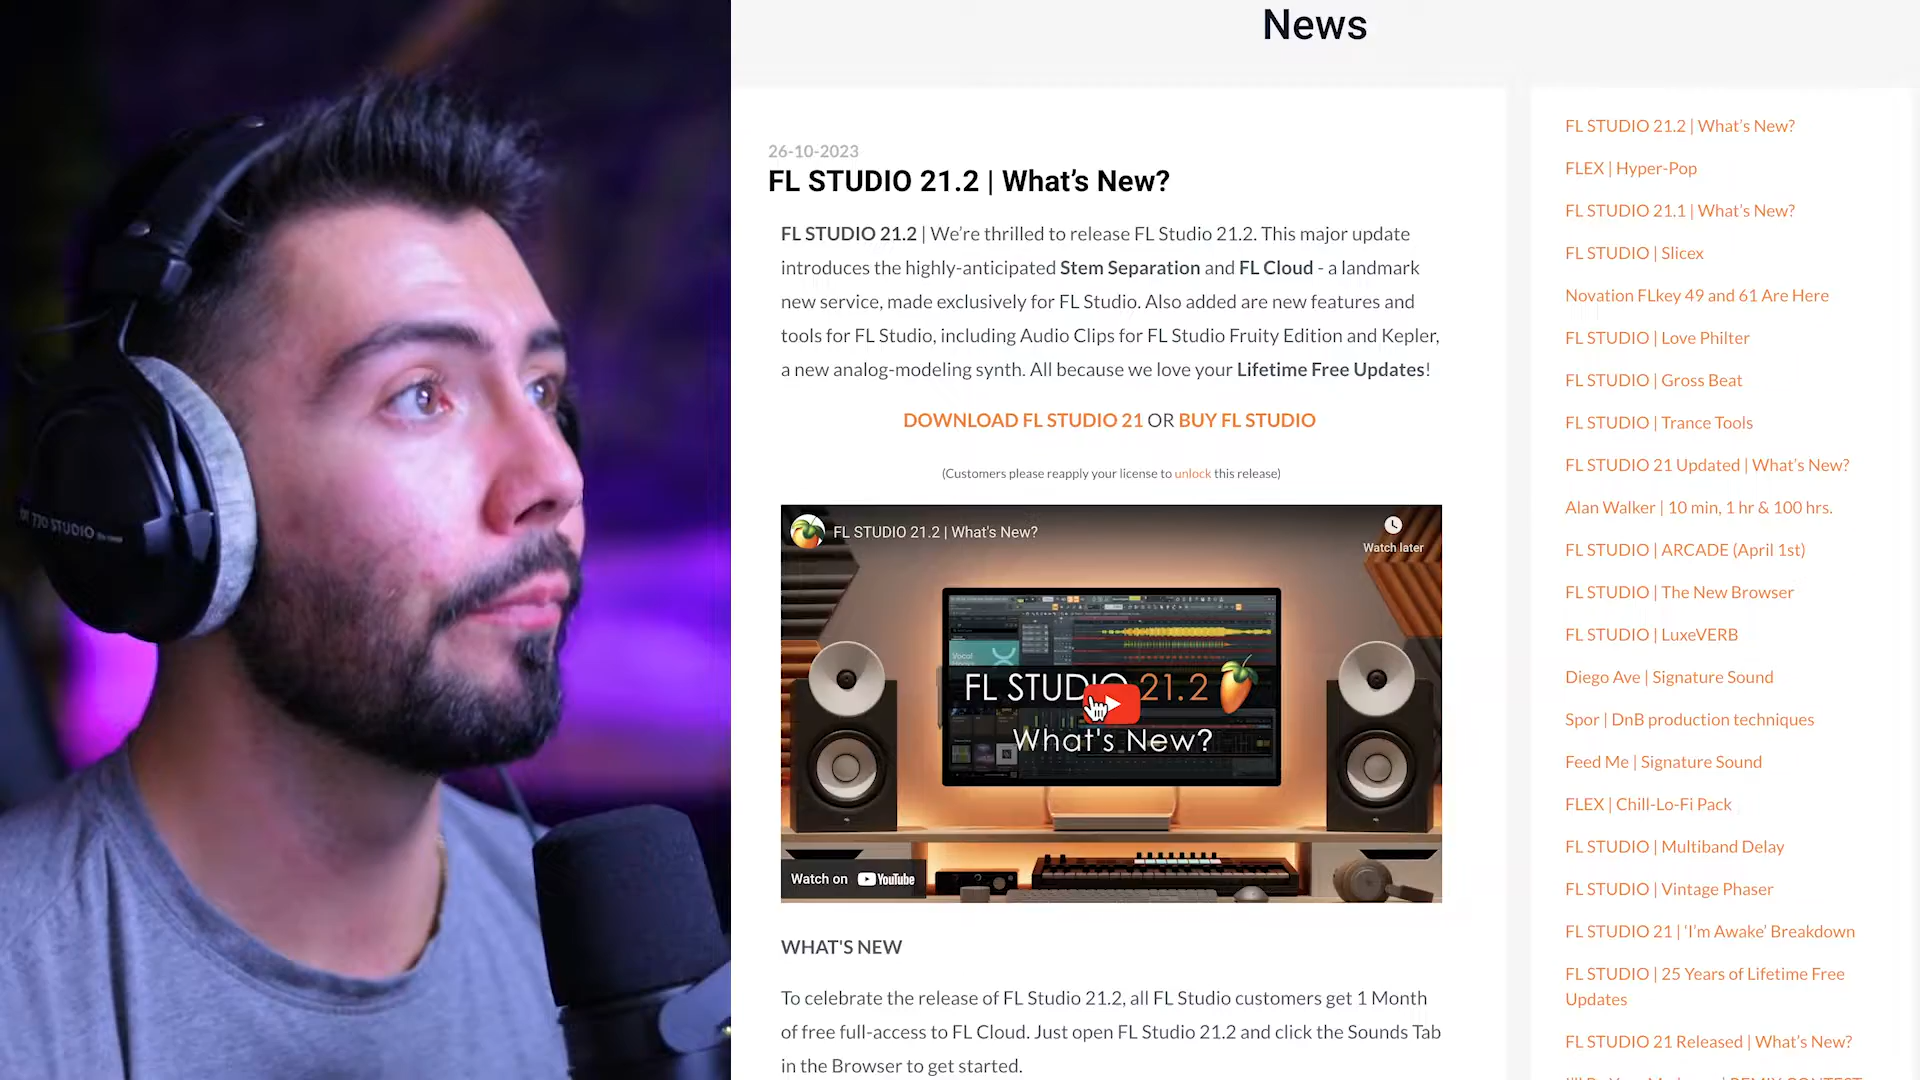 News
26-10-2023
FL STUDIO 21.2 | What's New?
FL STUDIO 21.2 | We're thrilled to release FL Studio 21.2. This major update
introduces the highly-anticipated Stem Separation and FL Cloud - a landmark
new service, made exclusively for FL Studio. Also added are new features and
tools for FL Studio, including Audio Clips for FL Studio Fruity Edition and Kepler,
a new analog-modeling synth. All because we love your Lifetime Free Updates!
DOWNLOAD FL STUDIO 21 OR BUY FL STUDIO
(Customers please reapply your license to unlock this release)
FL STUDIO 21.2 | What's New?
Watch later
Vocal
FL STUDIO 21.2
What's New?
Watch on YouTube
WHAT'S NEW
To celebrate the release of FL Studio 21.2, all FL Studio customers get 1 Month
of free full-access to FL Cloud. Just open FL Studio 21.2 and click the Sounds Tab
in the Browser to get started.
FL STUDIO 21.2 | What's New?
FLEX | Hyper-Pop
FL STUDIO 21.1 | What's New?
FL STUDIO | Slicex
Novation FLkey 49 and 61 Are Here
FL STUDIO | Love Philter
FL STUDIO | Gross Beat
FL STUDIO | Trance Tools
FL STUDIO 21 Updated | What's New?
Alan Walker | 10 min, 1 hr & 100 hrs.
FL STUDIO | ARCADE (April 1st)
FL STUDIO | The New Browser
FL STUDIO | LuxeVERB
Diego Ave | Signature Sound
Spor | DnB production techniques
Feed Me | Signature Sound
FLEX | Chill-Lo-Fi Pack
FL STUDIO | Multiband Delay
FL STUDIO | Vintage Phaser
FL STUDIO 21 | 'I'm Awake' Breakdown
FL STUDIO | 25 Years of Lifetime Free
Updates
FL STUDIO 21 Released | What's New?
770 STUDIO